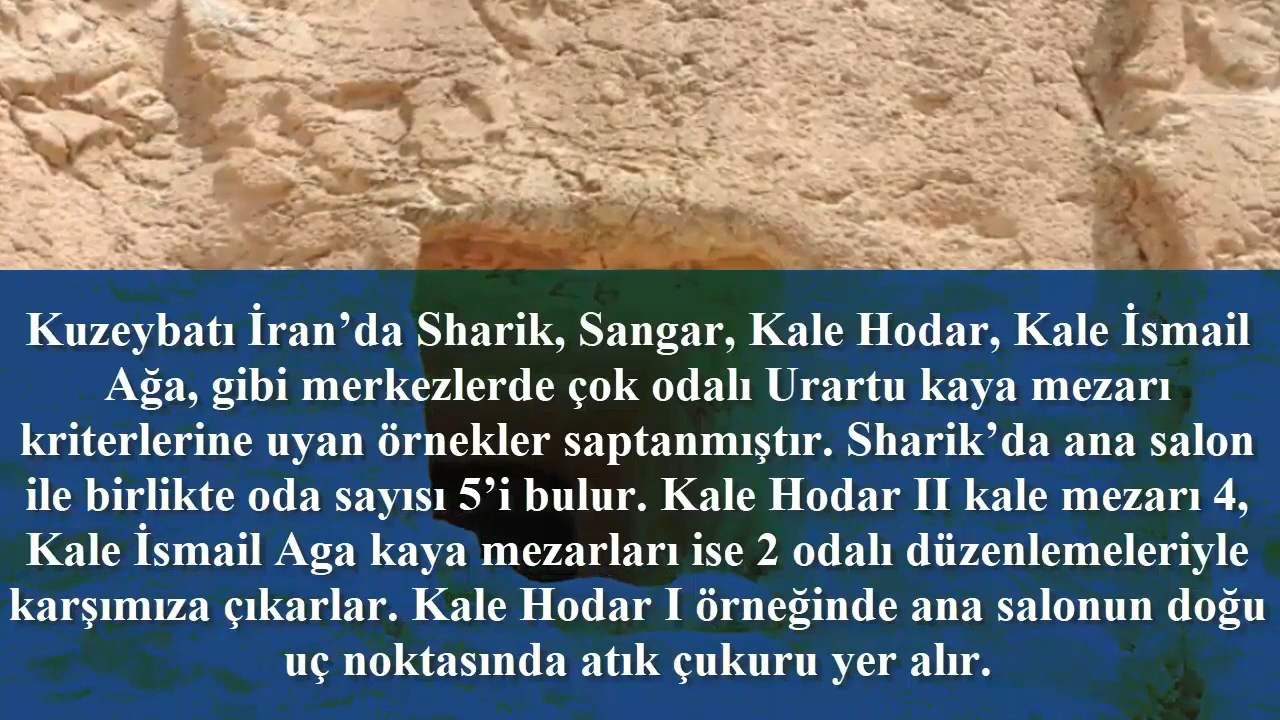 Kuzeybatı İran’da Sharik, Sangar, Kale Hodar, Kale İsmail
Ağa, gibi merkezlerde çok odalı Urartu kaya mezarı
kriterlerine uyan örnekler saptanmıştır. Sharik’da ana salon
ile birlikte oda sayısı 5’i bulur. Kale Hodar II kale mezarı 4,
Kale İsmail Aga kaya mezarları ise 2 odalı düzenlemeleriyle
karşımıza çıkarlar. Kale Hodar I örneğinde ana salonun doğu
uç noktasında atık çukuru yer alır.